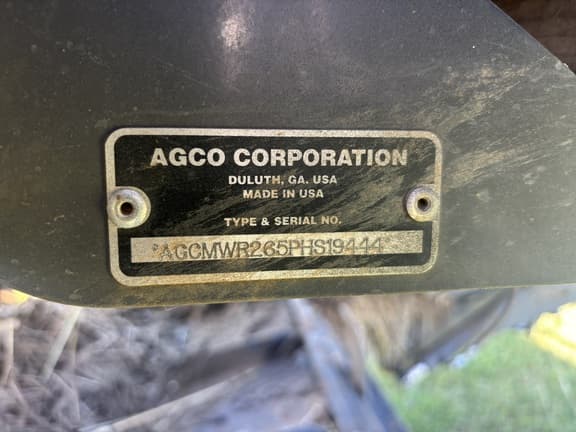 AGCO CORPORATION
DULUTH, GA. USA
MADE IN USA
TYPE & SERIAL NO.
*AGCMWR265PHS19444*